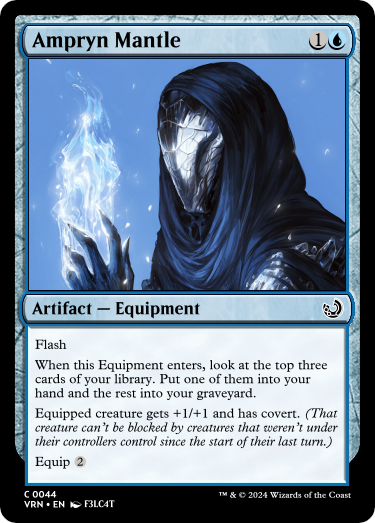 Ampryn Mantle 1
Artifact — Equipment
Flash
When this Equipment enters, look at the top three
cards of your library. Put one of them into your
hand and the rest into your graveyard.
Equipped creature gets +1/+1 and has covert. (That
creature can't be blocked by creatures that weren't under
their controllers control since the start of their last turn.)
Equip 2
C 0044
VRN • EN F3LC4T
™ & © 2024 Wizards of the Coast